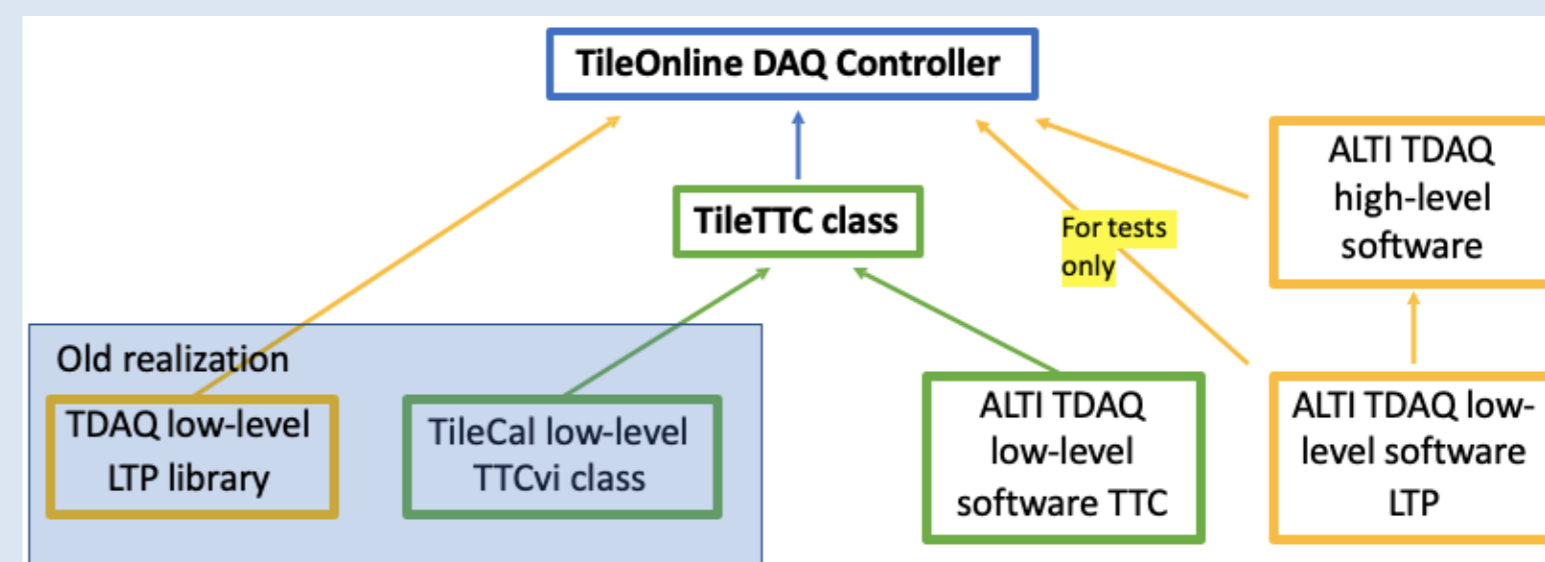 TileOnline DAQ Controller
ALTI TDAQ
high-level
software
TileTTC class
For tests
only
Old realization
TDAQ low-level
LTP library
TileCal low-level
TTCvi class
ALTI TDAQ
low-level
software TTC
ALTI TDAQ low-
level software
LTP